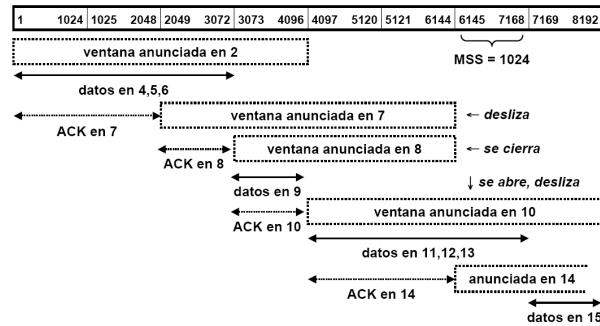 1 1024 1025 2048 2049 3072 3073 4096 4097 5120 5121 6144 6145 7168 7169 8192
ventana anunciada en 2
MSS = 1024
datos en 4,5,6
ventana anunciada en 7
← desliza
ACK en 7
ventana anunciada en 8
← se cierra
ACK en 8
datos en 9
↓ se abre, desliza
ventana anunciada en 10
ACK en 10
datos en 11,12,13
anunciada en 14
ACK en 14
datos en 15